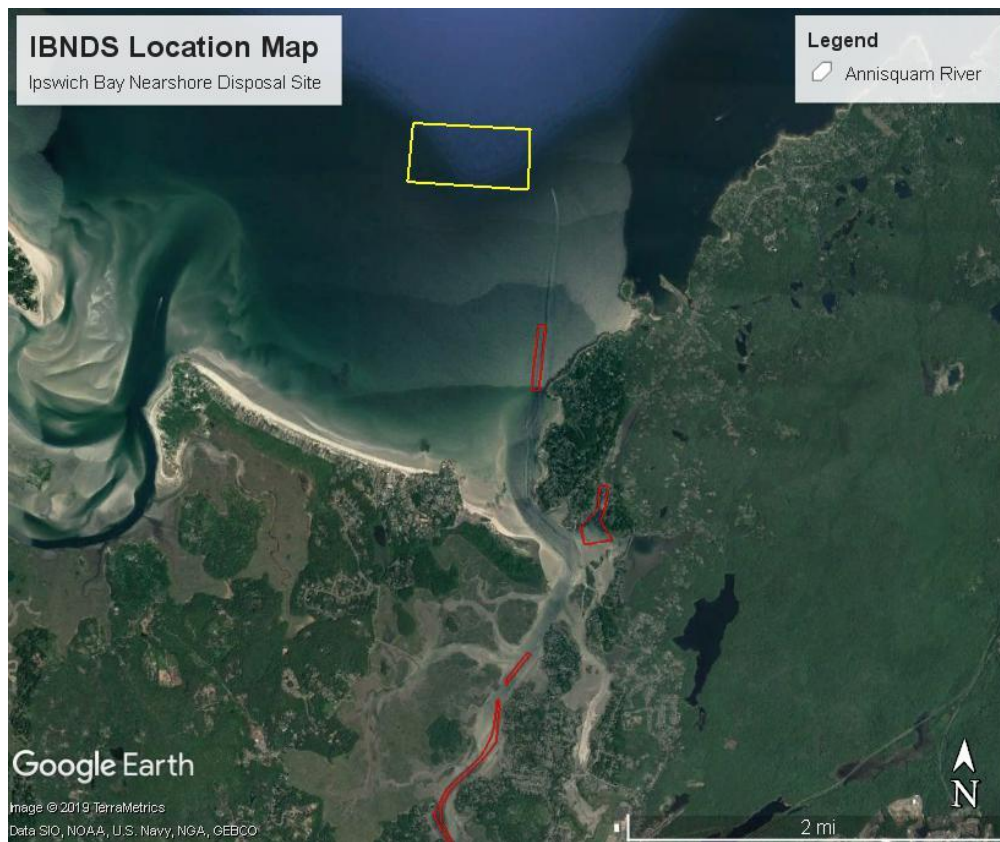 IBNDS Location Map
Ipswich Bay Nearshore Disposal Site
Legend
Annisquam River
Google Earth
Image © 2019 TerraMetrics
Data SIO, NOAA, U.S. Navy, NGA, GEBCO
N
2 mi